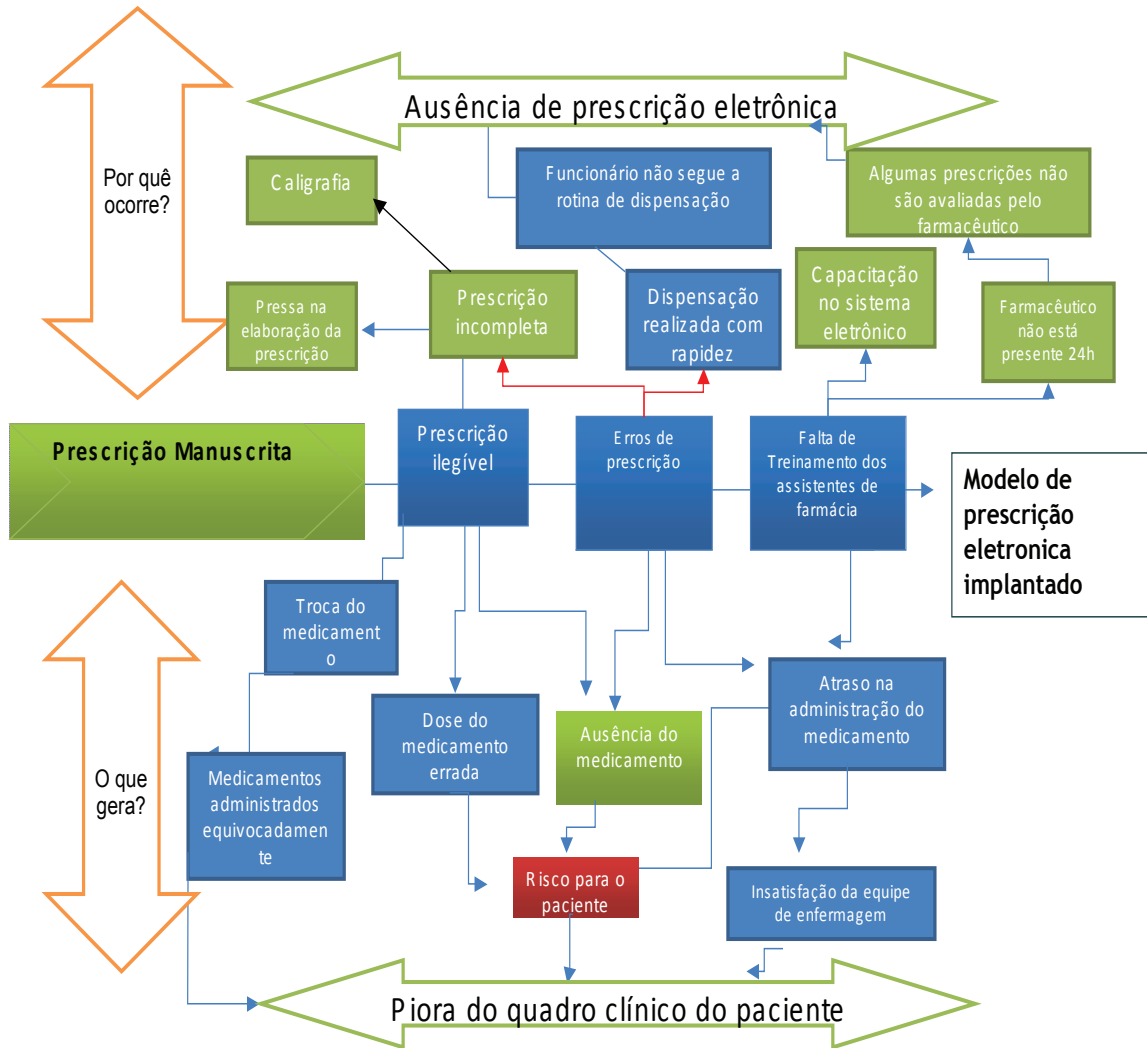 Ausência de prescrição eletrônica
Por quê
ocorre?
Caligrafia
Funcionário não segue a
rotina de dispensação
Algumas prescrições não
são avaliadas pelo
farmacêutico
Pressa na
elaboração da
prescrição
Prescrição
incompleta
Dispensação
realizada com
rapidez
Capacitação
no sistema
eletrônico
Farmacêutico
não está
presente 24h
Prescrição Manuscrita
Prescrição
ilegível
Erros de
prescrição
Falta de
Treinamento dos
assistentes de
farmácia
Modelo de
prescrição
eletronica
implantado
O que
gera?
Troca do
medicament
o
Medicamentos
administrados
equivocadamen
te
Dose do
medicamento
errada
Ausência do
medicamento
Atraso na
administração do
medicamento
Risco para o
paciente
Insatisfação da equipe
de enfermagem
Piora do quadro clínico do paciente